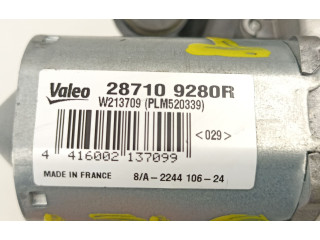 Valeo 28710 9280R
W213709 (PLM520339)
<029>
4 416002 137099
MADE IN FRANCE 8/A-2244 106-24